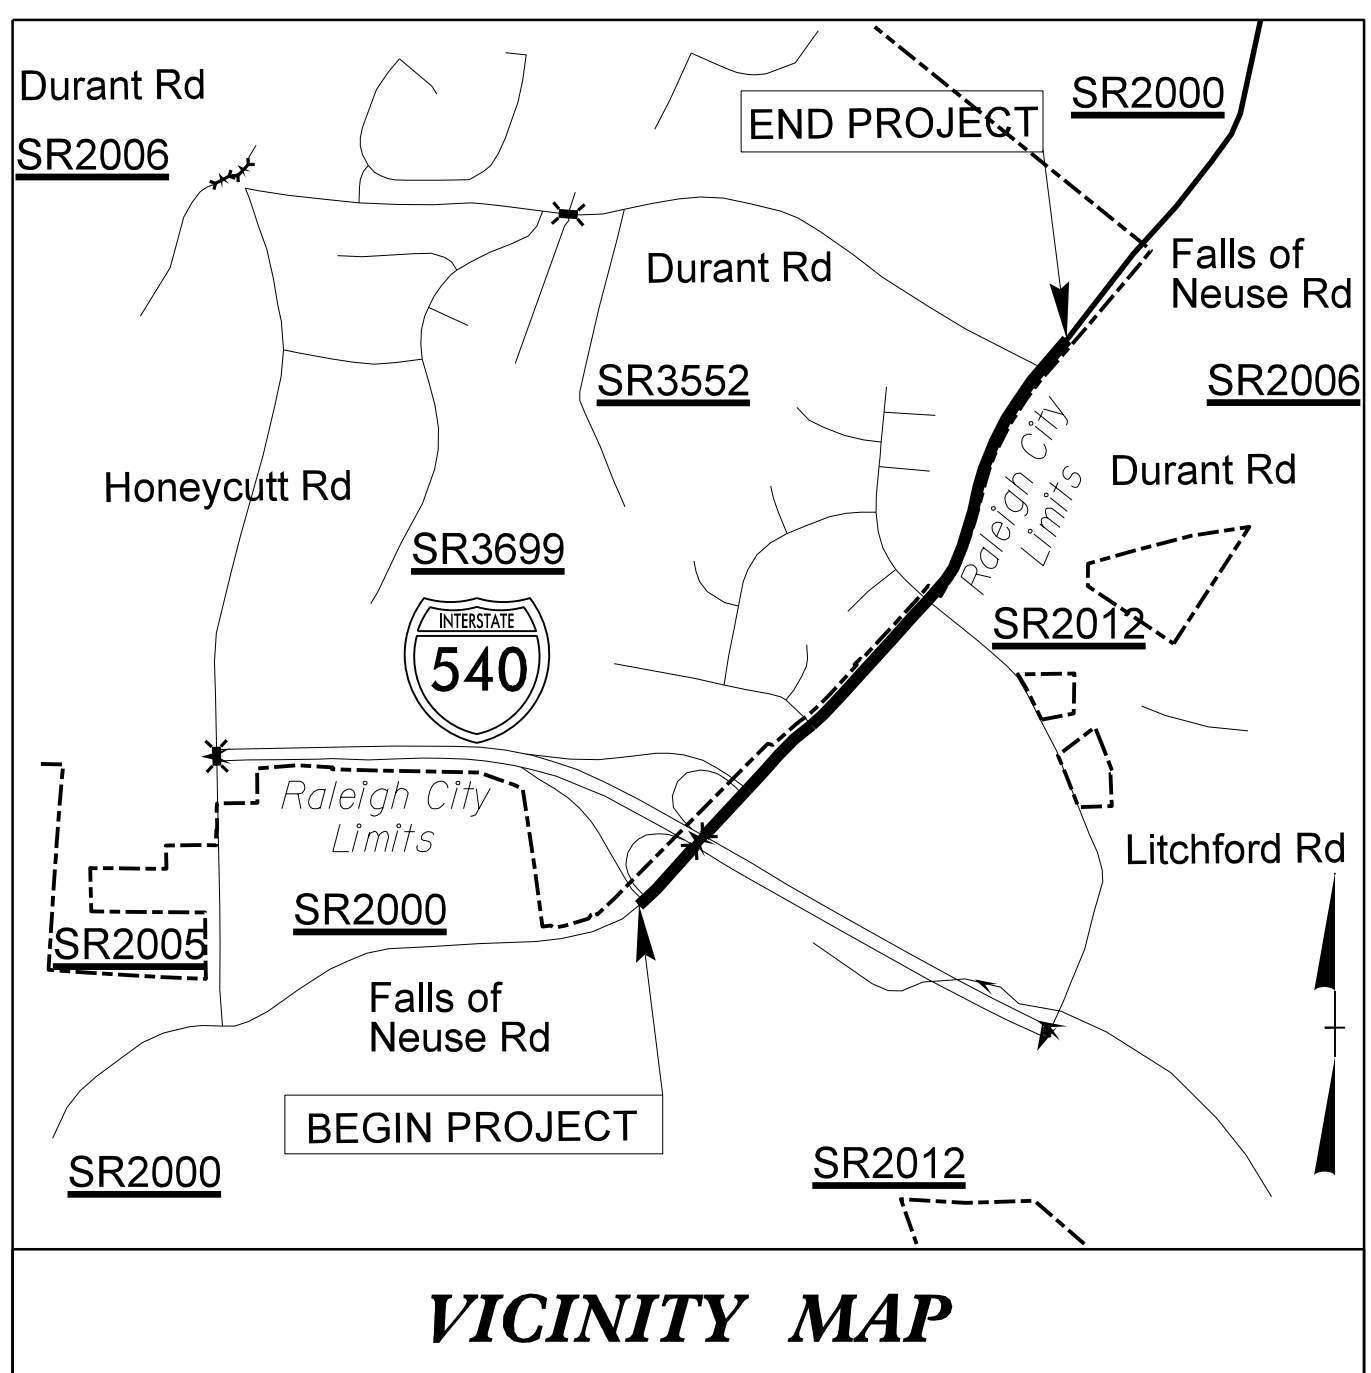 Durant Rd
SR2006
END PROJECT
SR2000
Falls of
Neuse Rd
Durant Rd
SR3552
SR2006
Raleigh City
Limits
Durant Rd
Honeycutt Rd
SR3699
INTERSTATE
540
SR2012
Raleigh City
Limits
Litchford Rd
SR2000
SR2005
Falls of
Neuse Rd
BEGIN PROJECT
SR2000
SR2012
VICINITY MAP